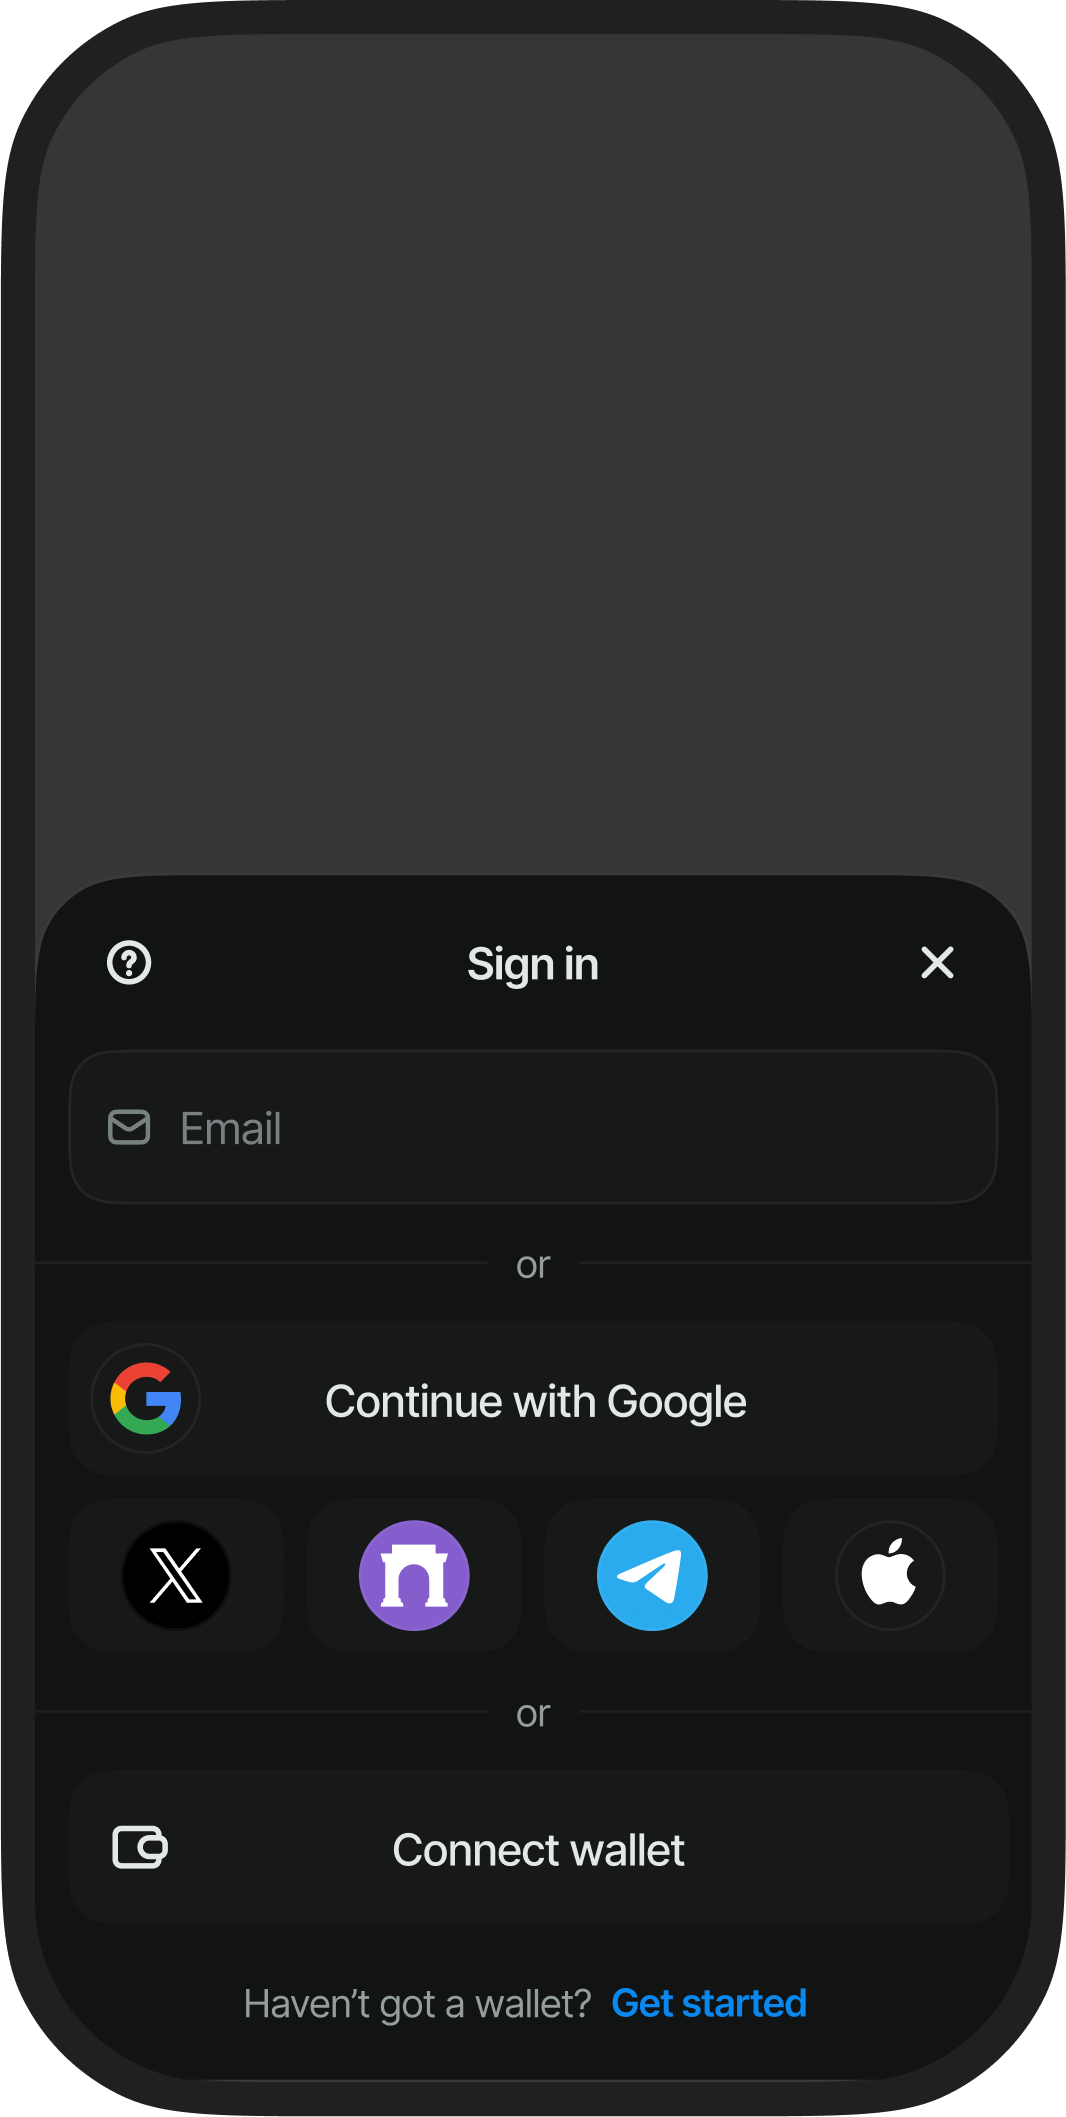 Sign in
Email
or
Continue with Google
or
Connect wallet
Haven’t got a wallet? Get started